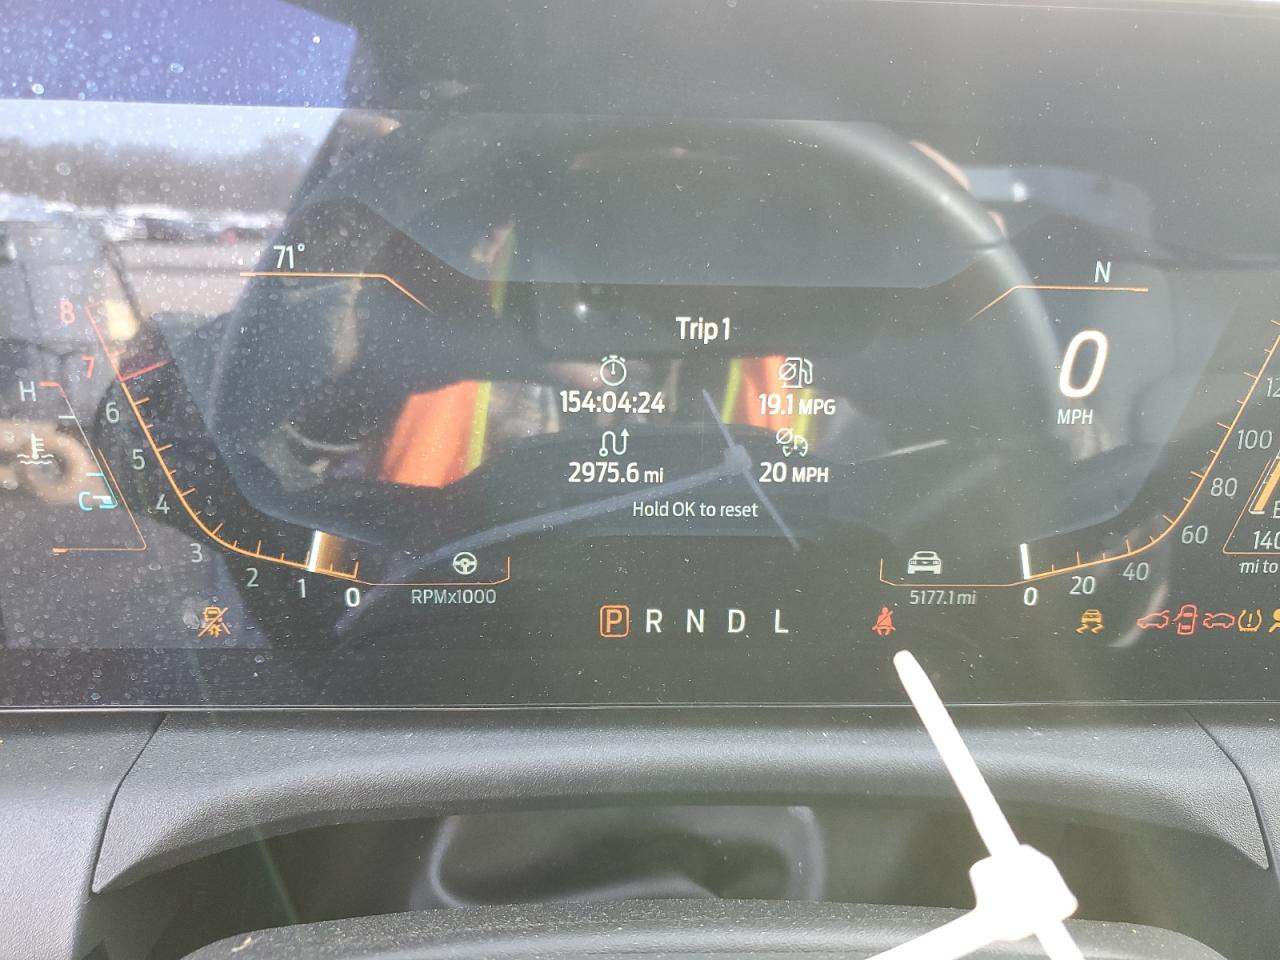 71°
N
Trip 1
154:04:24
19.1 MPG
2975.6 mi
20 MPH
Hold OK to reset
0
MPH
8
7
6
5
4
3
2
1
0
RPMx1000
H
C
P R N D L
5177.1 mi
0
20
40
60
80
100
mi to